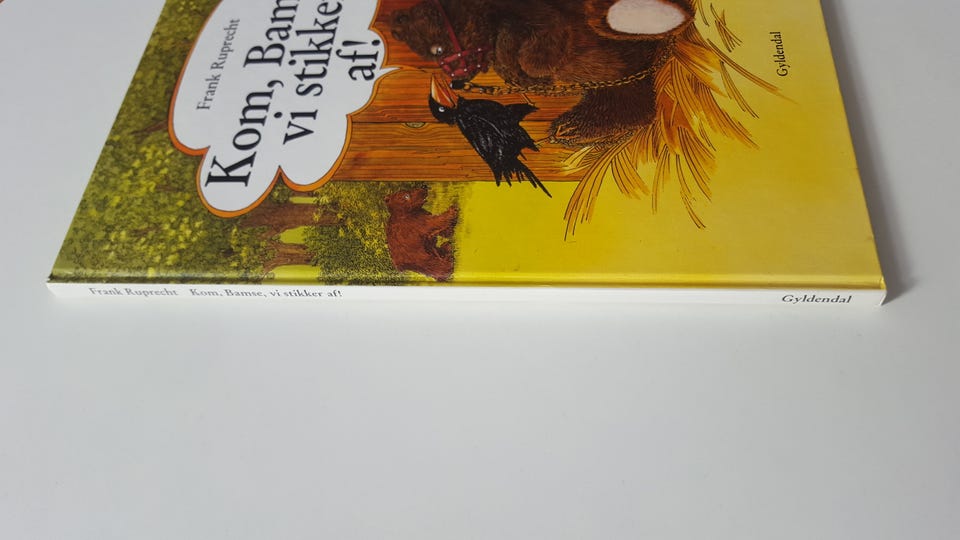 Frank Ruprecht
Kom, Bam
vi stikke
af!
Gyldendal
Frank Ruprecht Kom, Bamse, vi stikker af!
Gyldendal